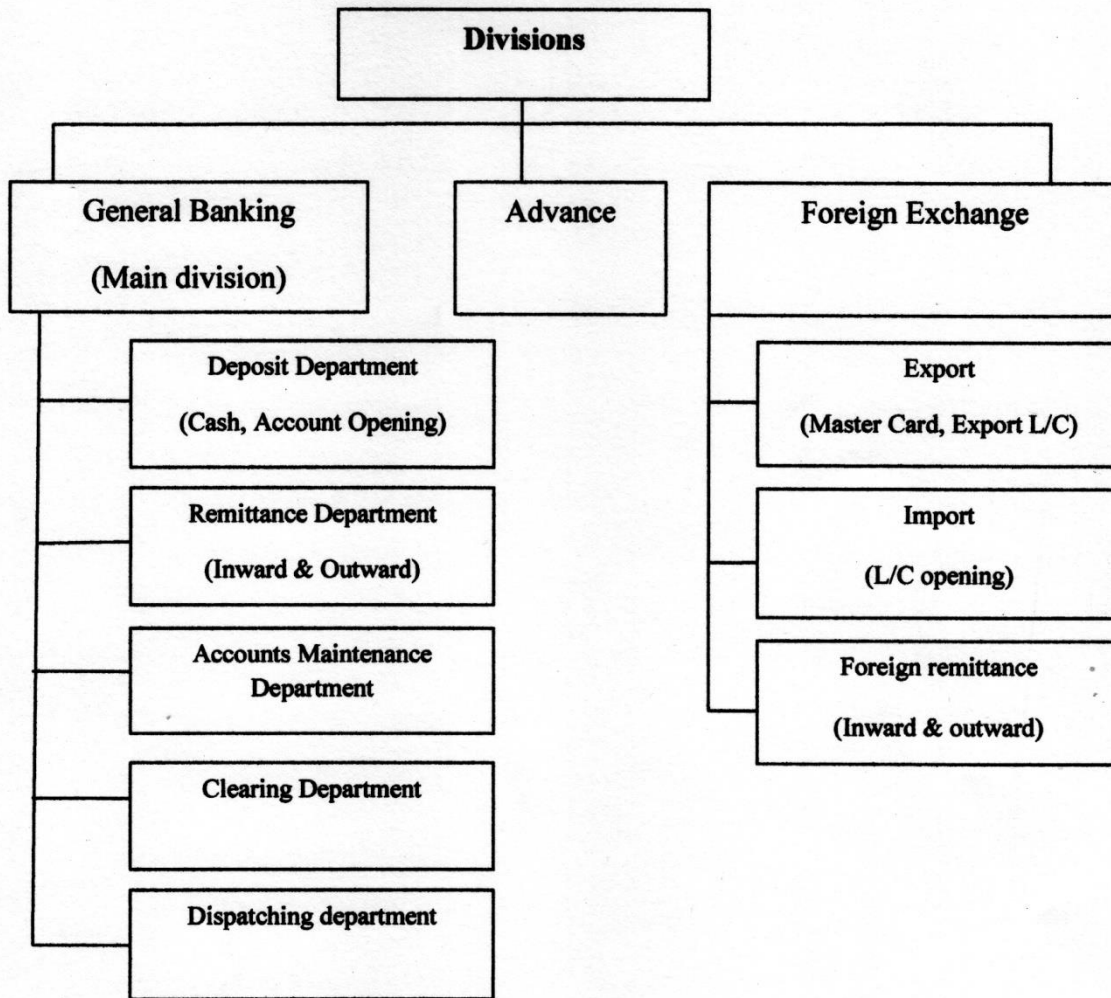 Divisions
General Banking
(Main division)
Advance
Foreign Exchange
Deposit Department
(Cash, Account Opening)
Remittance Department
(Inward & Outward)
Accounts Maintenance
Department
Clearing Department
Dispatching department
Export
(Master Card, Export L/C)
Import
(L/C opening)
Foreign remittance
(Inward & outward)